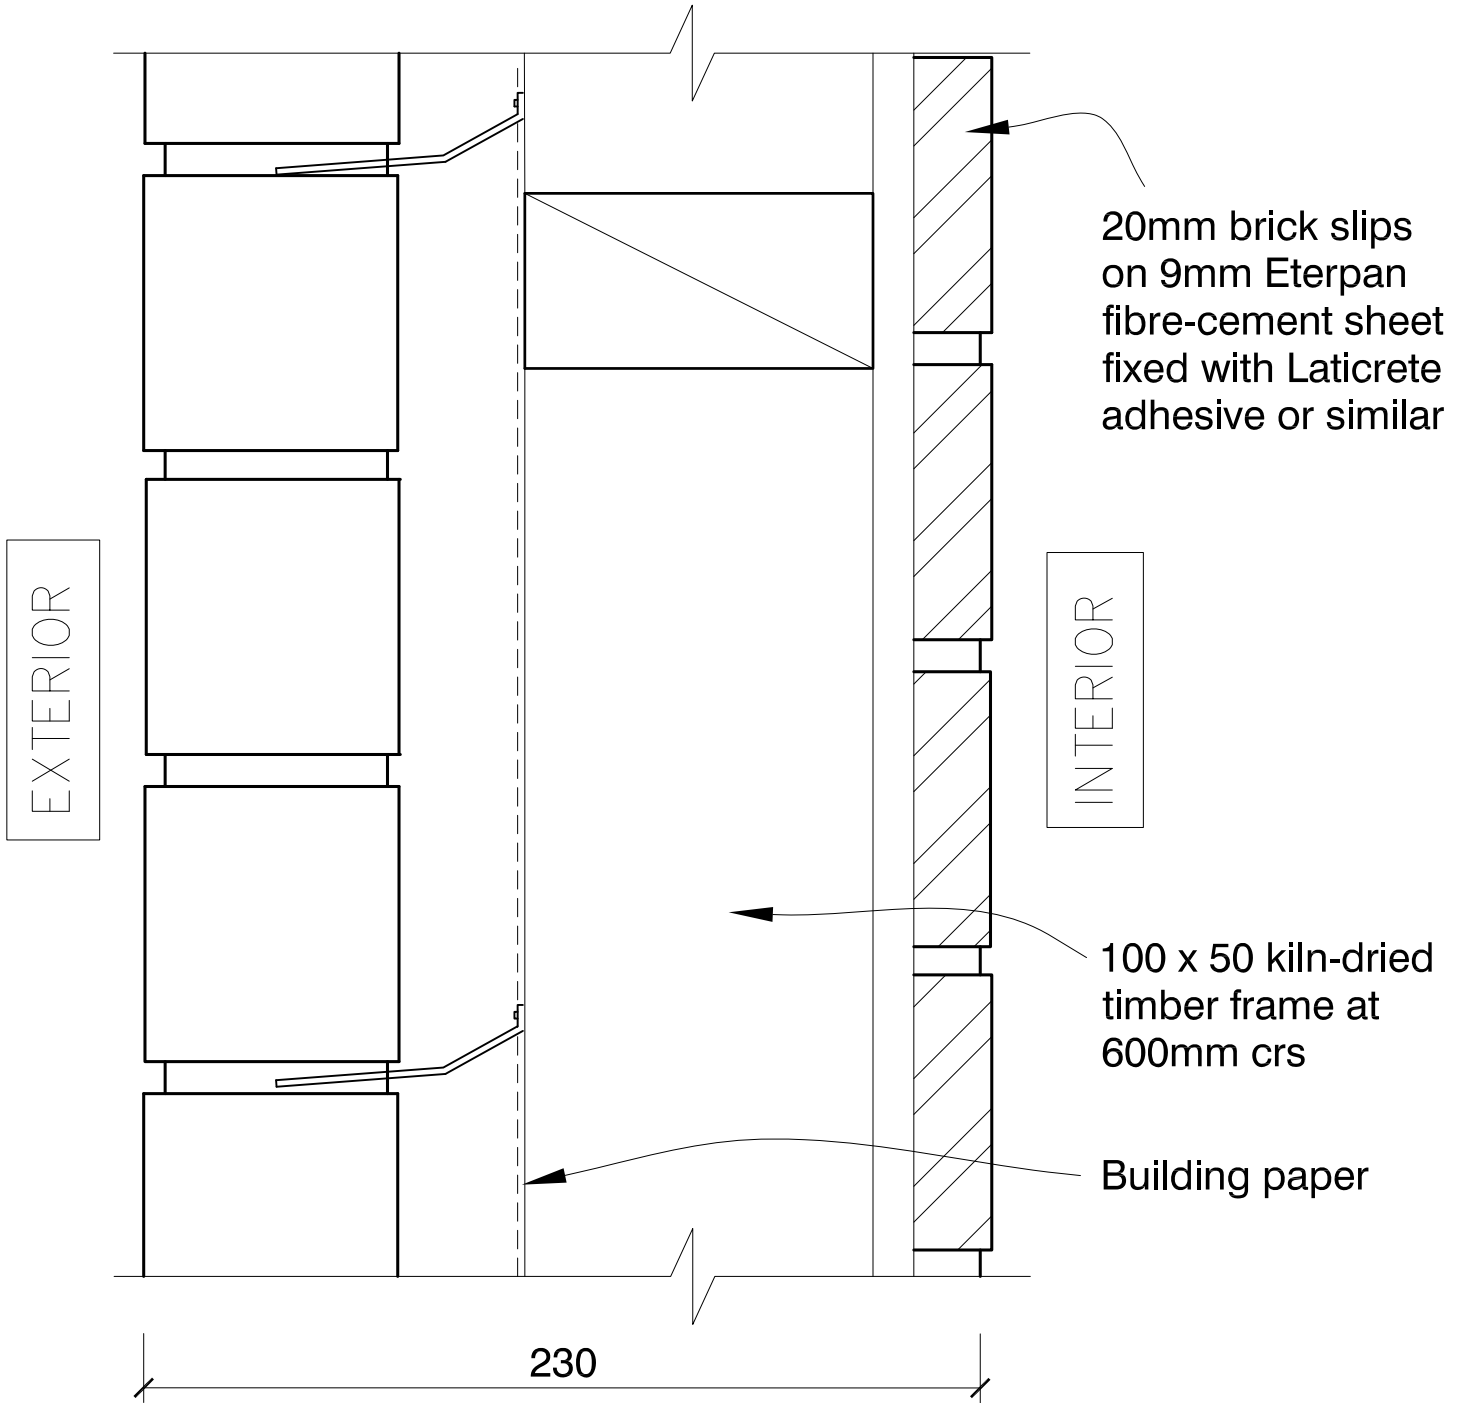 20mm brick slips
on 9mm Eterpan
fibre-cement sheet
fixed with Laticrete
adhesive or similar
EXTERIOR
INTERIOR
100 x 50 kiln-dried
timber frame at
600mm crs
Building paper
230